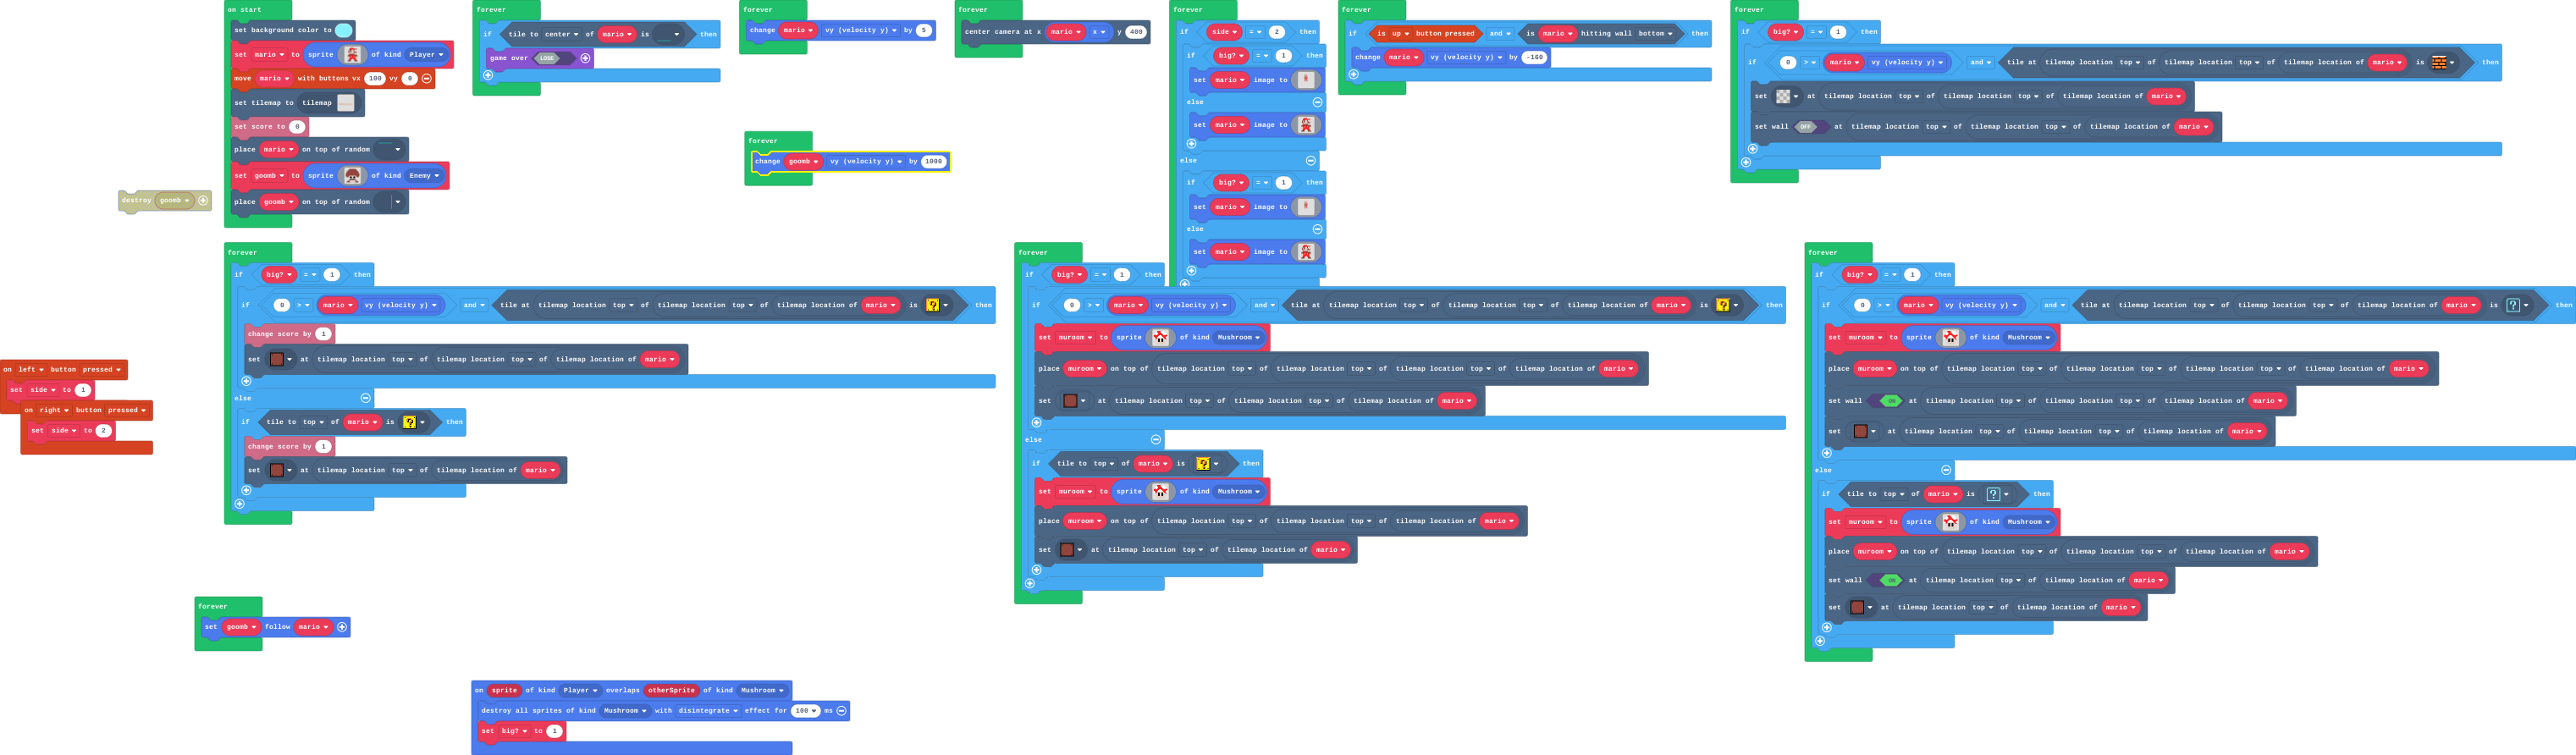 on start
set background color to
set mario to sprite of kind Player
move mario with buttons vx 100 vy 0
set tilemap to tilemap
set score to 0
place mario on top of random
set goomb to sprite of kind Enemy
place goomb on top of random
destroy goomb
forever
if tile to center of mario is then
game over LOSE
forever
change mario vy (velocity y) by 5
forever
change goomb vy (velocity y) by 1000
forever
center camera at x mario x y 400
forever
if side = 2 then
if big? = 1 then
set mario image to
else
set mario image to
else
if big? = 1 then
set mario image to
else
set mario image to
forever
if is up button pressed and is mario hitting wall bottom then
change mario vy (velocity y) by -160
forever
if big? = 1 then
if 0 > mario vy (velocity y) and tile at tilemap location top of tilemap location top of tilemap location of mario is then
set at tilemap location top of tilemap location top of tilemap location of mario
set wall OFF at tilemap location top of tilemap location top of tilemap location of mario
forever
if big? = 1 then
if 0 > mario vy (velocity y) and tile at tilemap location top of tilemap location top of tilemap location of mario is ? then
change score by 1
set at tilemap location top of tilemap location top of tilemap location of mario
else
if tile to top of mario is ? then
change score by 1
set at tilemap location top of tilemap location of mario
on left button pressed
set side to 1
on right button pressed
set side to 2
forever
if big? = 1 then
if 0 > mario vy (velocity y) and tile at tilemap location top of tilemap location top of tilemap location of mario is ? then
set muroom to sprite of kind Mushroom
place muroom on top of tilemap location top of tilemap location top of tilemap location top of tilemap location of mario
set at tilemap location top of tilemap location top of tilemap location of mario
else
if tile to top of mario is ? then
set muroom to sprite of kind Mushroom
place muroom on top of tilemap location top of tilemap location top of tilemap location of mario
set at tilemap location top of tilemap location of mario
forever
if big? = 1 then
if 0 > mario vy (velocity y) and tile at tilemap location top of tilemap location top of tilemap location of mario is ? then
set muroom to sprite of kind Mushroom
place muroom on top of tilemap location top of tilemap location top of tilemap location top of tilemap location of mario
set wall ON at tilemap location top of tilemap location top of tilemap location of mario
set at tilemap location top of tilemap location top of tilemap location of mario
else
if tile to top of mario is ? then
set muroom to sprite of kind Mushroom
place muroom on top of tilemap location top of tilemap location top of tilemap location of mario
set wall ON at tilemap location top of tilemap location of mario
set at tilemap location top of tilemap location of mario
forever
set goomb follow mario
on sprite of kind Player overlaps otherSprite of kind Mushroom
destroy all sprites of kind Mushroom with disintegrate effect for 100 ms
set big? to 1